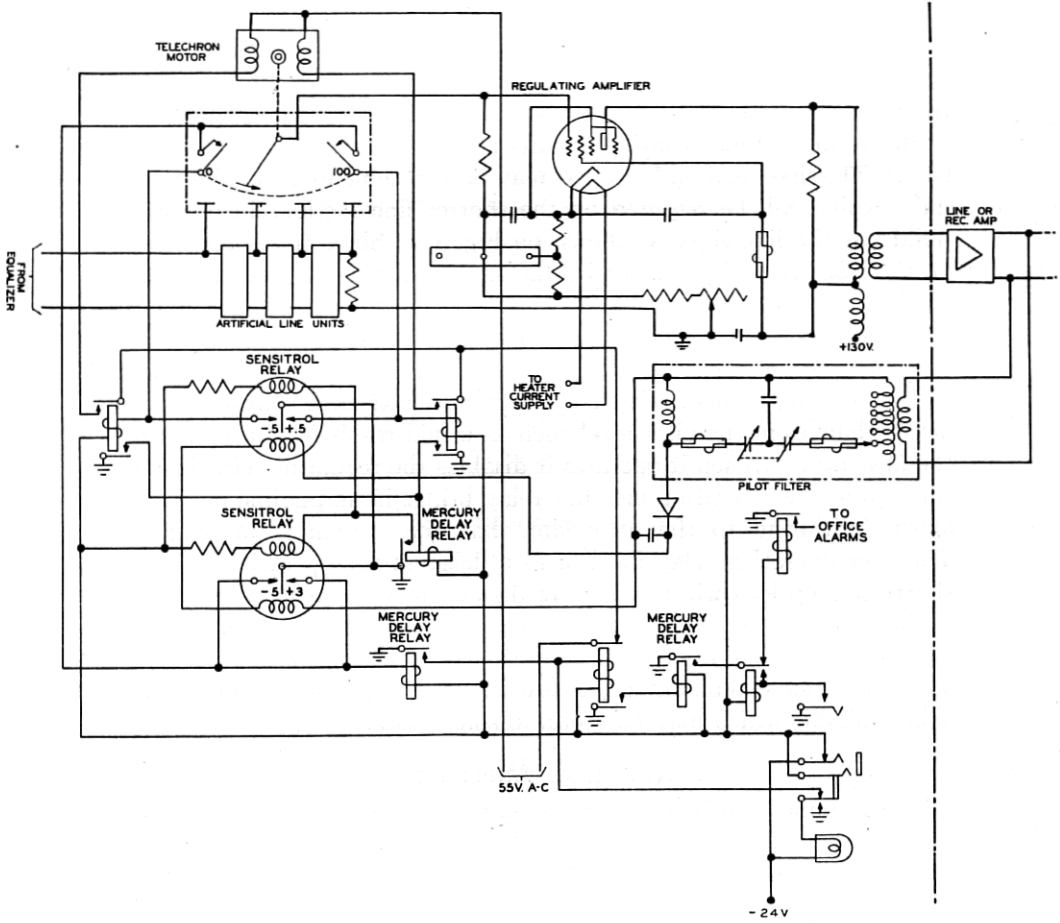 TELECHRON
MOTOR
REGULATING AMPLIFIER
0
100
LINE OR
REC. AMP
FROM
EQUALIZER
ARTIFICIAL LINE UNITS
+130V.
SENSITROL
RELAY
-.5 +.5
TO
HEATER
CURRENT
SUPPLY
PILOT FILTER
SENSITROL
RELAY
MERCURY
DELAY
RELAY
TO
OFFICE
ALARMS
-5 +3
MERCURY
DELAY
RELAY
MERCURY
DELAY
RELAY
55V. A-C
-24V